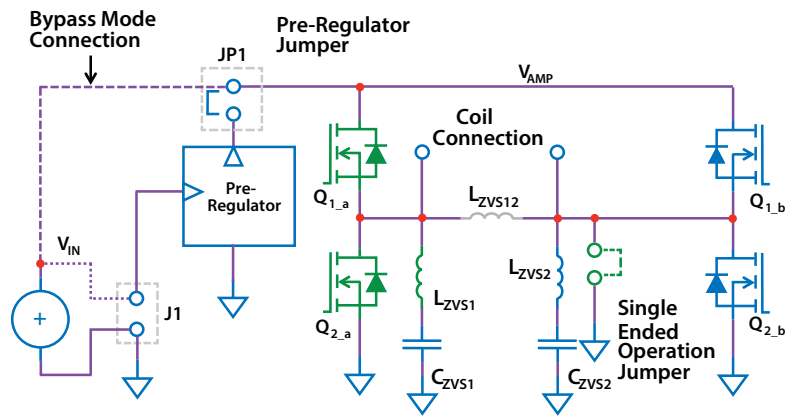 Bypass Mode
Connection
Pre-Regulator
Jumper
JP1
VAMP
Coil
Connection
Pre-
Regulator
Q1_a
Q1_b
LZVS12
VIN
J1
LZVS1
LZVS2
Q2_a
Q2_b
Single
Ended
Operation
Jumper
CZVS1
CZVS2
+